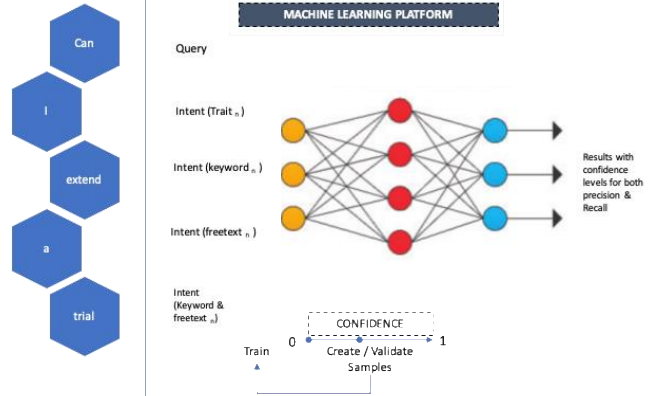 Can
I
extend
a
trial
MACHINE LEARNING PLATFORM
Query
Intent (Trait n )
Intent (keyword n )
Intent (freetext n )
Intent
(Keyword &
freetext n)
Results with
confidence
levels for both
precision &
Recall
CONFIDENCE
0
1
Train
Create / Validate
Samples